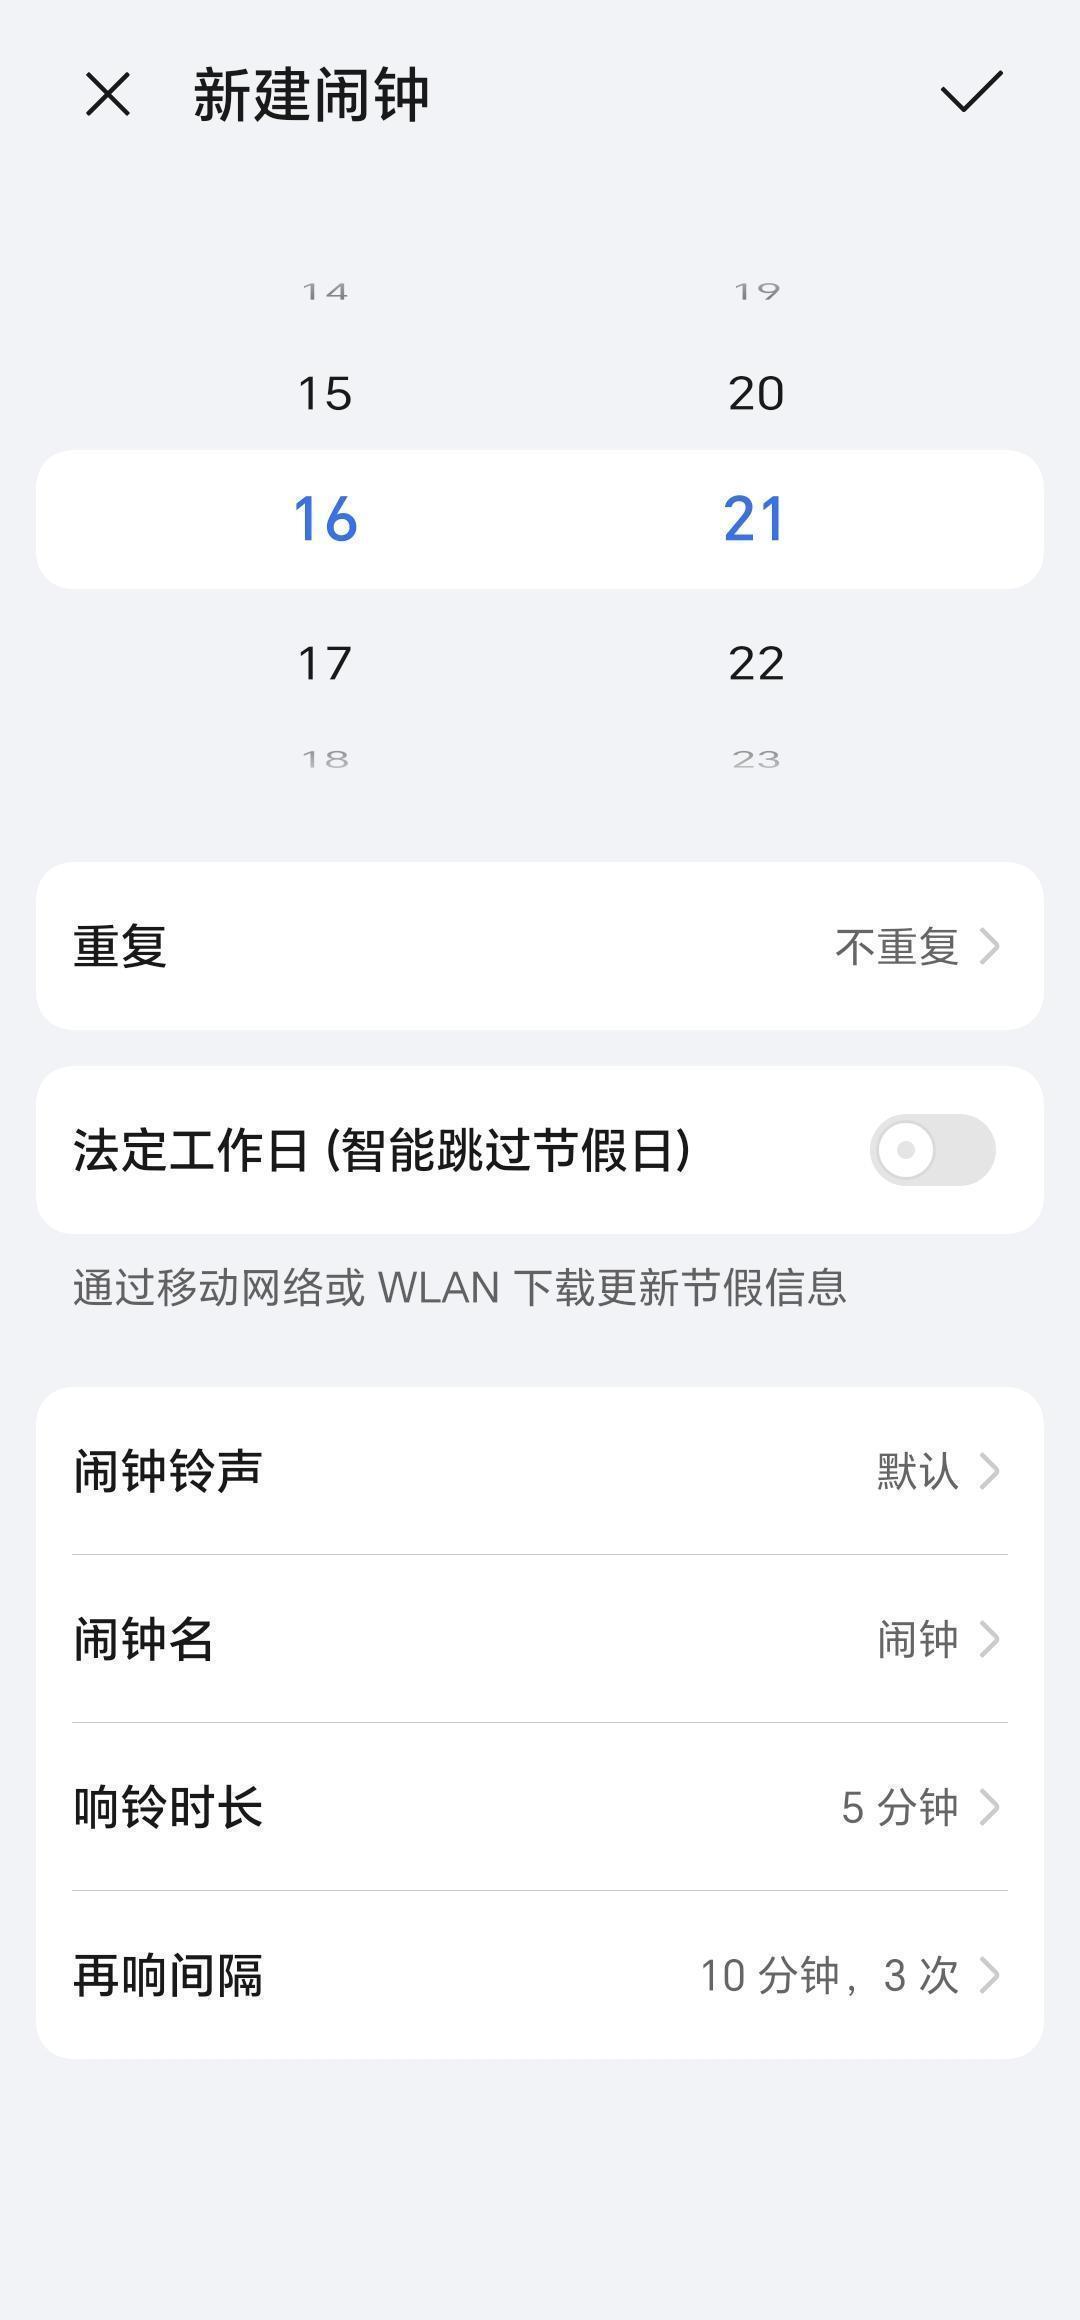 新建闹钟
14 19
15 20
16 21
17 22
18 23
重复 不重复
法定工作日 (智能跳过节假日)
通过移动网络或 WLAN 下载更新节假信息
闹钟铃声 默认
闹钟名 闹钟
响铃时长 5 分钟
再响间隔 10 分钟，3 次